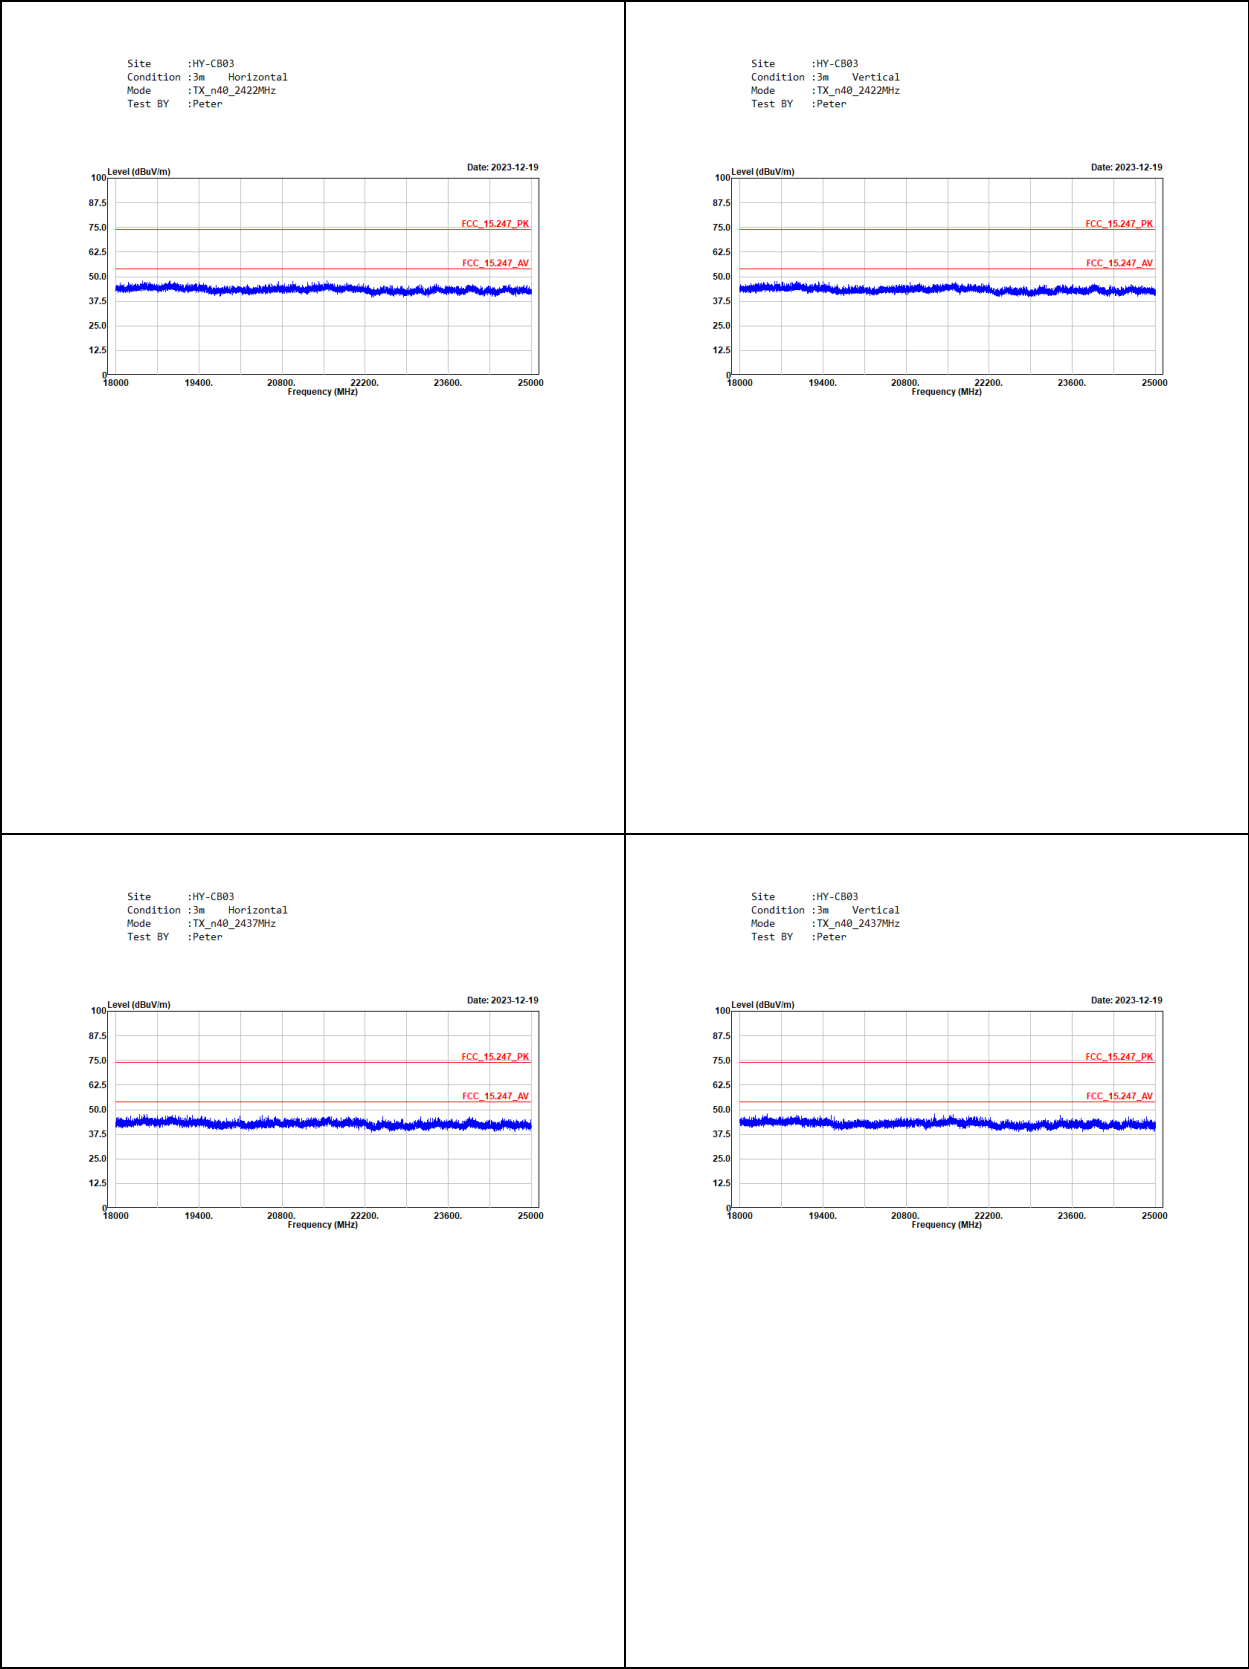 Site     :HY-CB03
Condition :3m    Horizontal
Mode     :TX_n40_2422MHz
Test BY  :Peter
Level (dBuV/m)
Date: 2023-12-19
100
87.5
75.0
62.5
50.0
37.5
25.0
12.5
0
FCC_15.247_PK
FCC_15.247_AV
18000 19400. 20800. 22200. 23600. 25000
Frequency (MHz)
Site     :HY-CB03
Condition :3m    Vertical
Mode     :TX_n40_2422MHz
Test BY  :Peter
Level (dBuV/m)
Date: 2023-12-19
100
87.5
75.0
62.5
50.0
37.5
25.0
12.5
0
FCC_15.247_PK
FCC_15.247_AV
18000 19400. 20800. 22200. 23600. 25000
Frequency (MHz)
Site     :HY-CB03
Condition :3m    Horizontal
Mode     :TX_n40_2437MHz
Test BY  :Peter
Level (dBuV/m)
Date: 2023-12-19
100
87.5
75.0
62.5
50.0
37.5
25.0
12.5
0
FCC_15.247_PK
FCC_15.247_AV
18000 19400. 20800. 22200. 23600. 25000
Frequency (MHz)
Site     :HY-CB03
Condition :3m    Vertical
Mode     :TX_n40_2437MHz
Test BY  :Peter
Level (dBuV/m)
Date: 2023-12-19
100
87.5
75.0
62.5
50.0
37.5
25.0
12.5
0
FCC_15.247_PK
FCC_15.247_AV
18000 19400. 20800. 22200. 23600. 25000
Frequency (MHz)